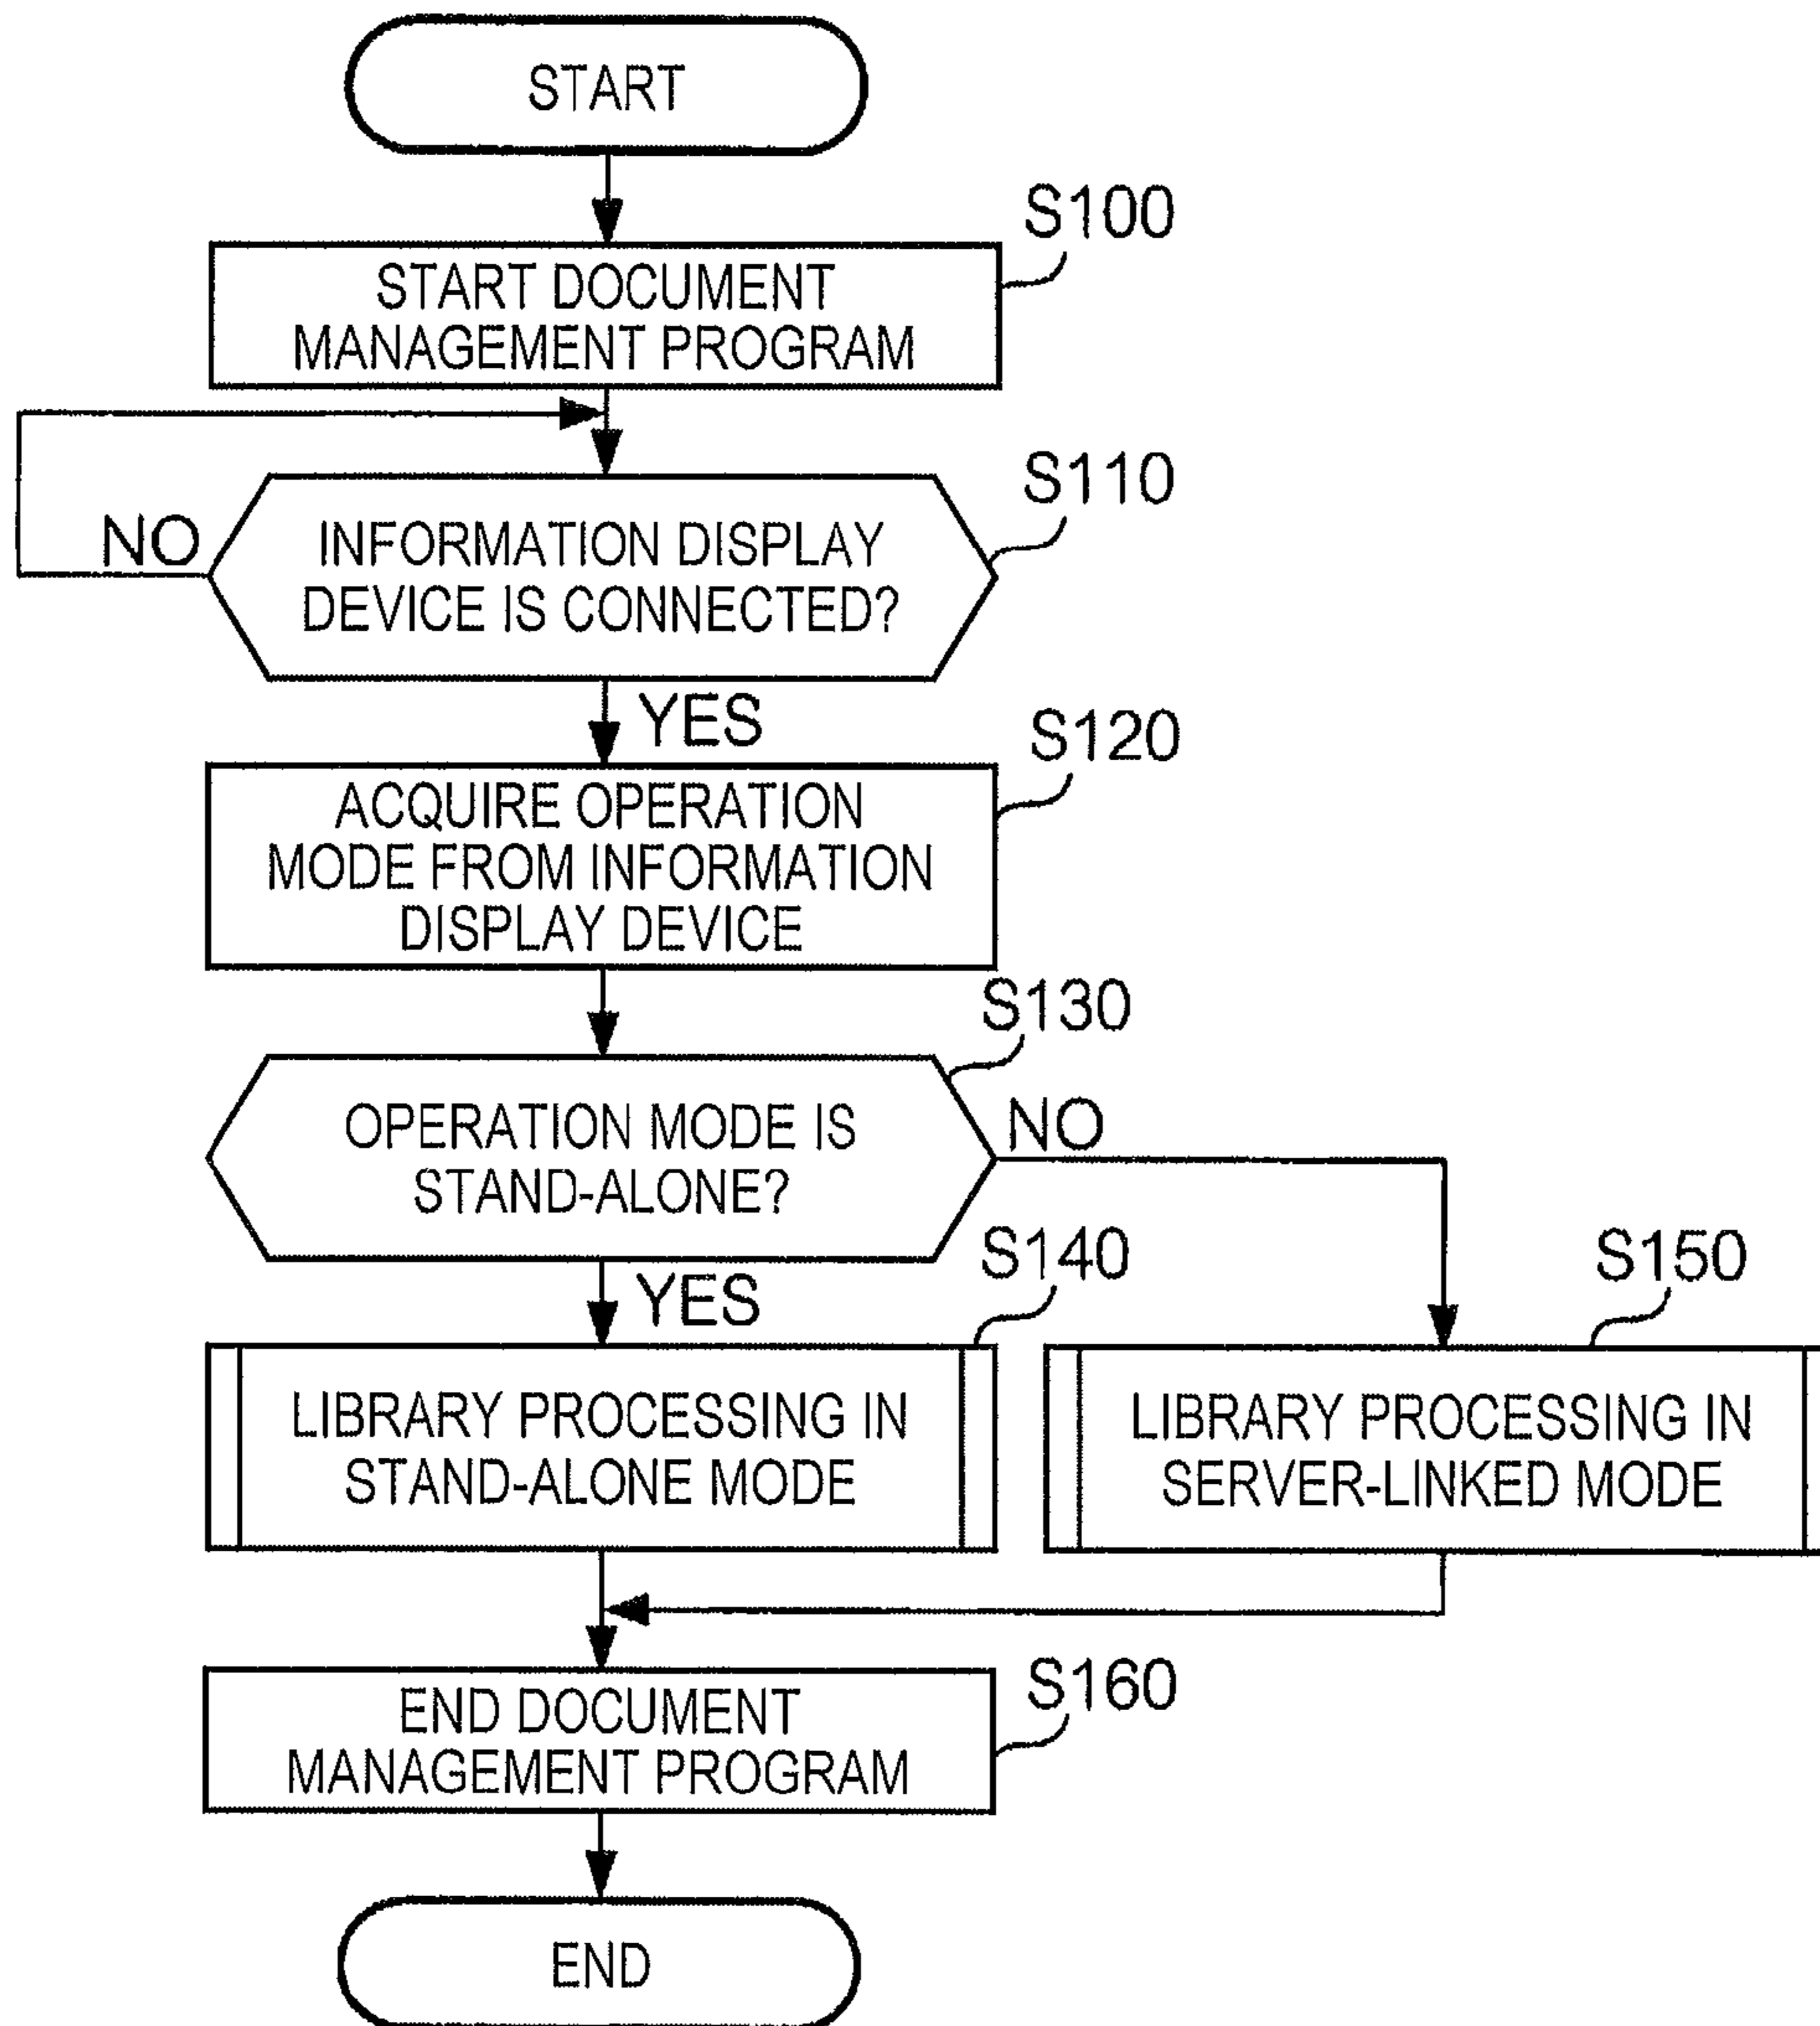 START
S100
START DOCUMENT
MANAGEMENT PROGRAM
S110
NO
INFORMATION DISPLAY
DEVICE IS CONNECTED?
YES
S120
ACQUIRE OPERATION
MODE FROM INFORMATION
DISPLAY DEVICE
S130
OPERATION MODE IS
STAND-ALONE?
NO
YES
S140
S150
LIBRARY PROCESSING IN
STAND-ALONE MODE
LIBRARY PROCESSING IN
SERVER-LINKED MODE
S160
END DOCUMENT
MANAGEMENT PROGRAM
END